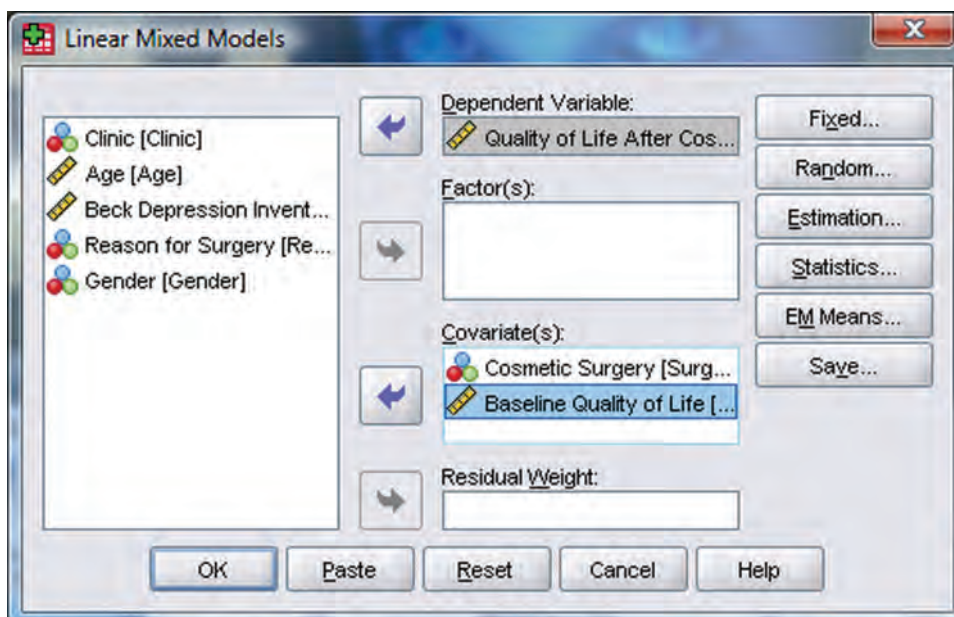 Linear Mixed Models
Clinic [Clinic]
Age [Age]
Beck Depression Invent...
Reason for Surgery [Re...
Gender [Gender]
Dependent Variable:
Quality of Life After Cos...
Factor(s):
Covariate(s):
Cosmetic Surgery [Surg...
Baseline Quality of Life [...
Residual Weight:
Fixed...
Random...
Estimation...
Statistics...
EM Means...
Save...
OK
Paste
Reset
Cancel
Help